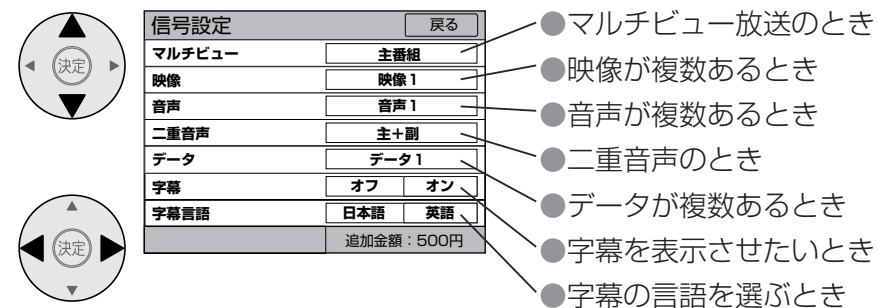 信号設定 戻る
マルチビュー 主番組
映像 映像1
音声 音声1
二重音声 主+副
データ データ1
字幕 オフ オン
字幕言語 日本語 英語
追加金額:500円
決定
決定
●マルチビュー放送のとき
●映像が複数あるとき
●音声が複数あるとき
●二重音声のとき
●データが複数あるとき
●字幕を表示させたいとき
●字幕の言語を選ぶとき